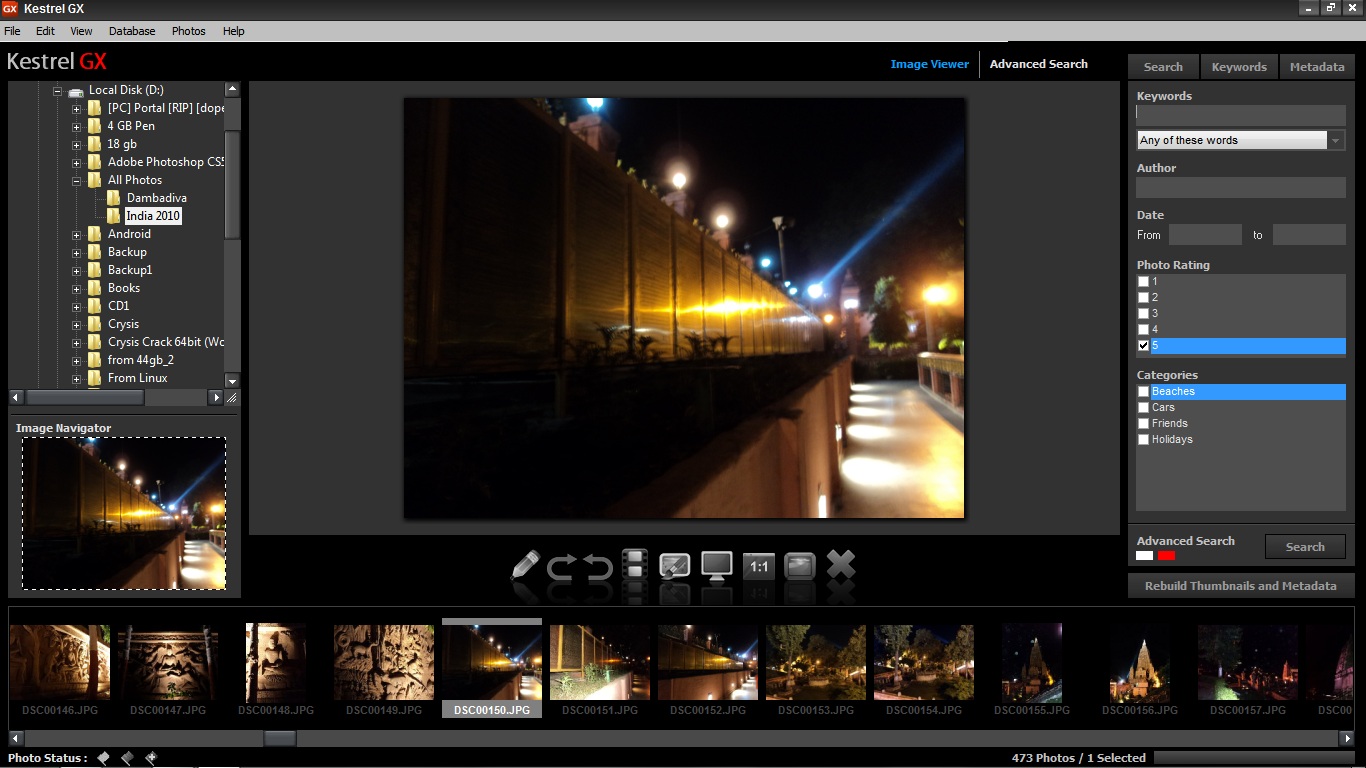 GX Kestrel GX
File Edit View Database Photos Help
Kestrel GX
Image Viewer Advanced Search
Search Keywords Metadata
Local Disk (D:)
[PC] Portal [RIP] [dope
4 GB Pen
18 gb
Adobe Photoshop CS5
All Photos
Dambadiva
India 2010
Android
Backup
Backup1
Books
CD1
Crysis
Crysis Crack 64bit (Wo
from 44gb_2
From Linux
Image Navigator
Keywords
Any of these words
Author
Date
From to
Photo Rating
1
2
3
4
5
Categories
Beaches
Cars
Friends
Holidays
Advanced Search
Search
Rebuild Thumbnails and Metadata
1:1
DSC00146.JPG DSC00147.JPG DSC00148.JPG DSC00149.JPG DSC00150.JPG DSC00151.JPG DSC00152.JPG DSC00153.JPG DSC00154.JPG DSC00155.JPG DSC00156.JPG DSC00157.JPG DSC00
Photo Status :
473 Photos / 1 Selected